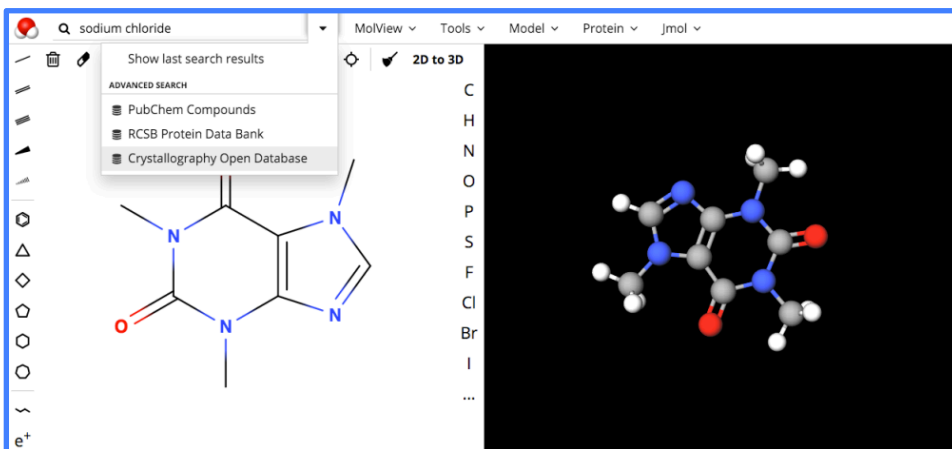 sodium chloride MolView Tools Model Protein Jmol
Show last search results
2D to 3D
ADVANCED SEARCH
PubChem Compounds
RCSB Protein Data Bank
Crystallography Open Database
C
H
N
O
P
S
F
Cl
Br
I
...
N
N
N
N
O
e+